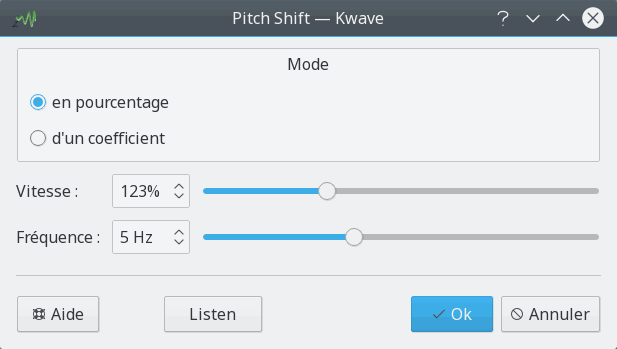 Pitch Shift — Kwave
Mode
en pourcentage
d'un coefficient
Vitesse : 123%
Fréquence : 5 Hz
Aide Listen Ok Annuler